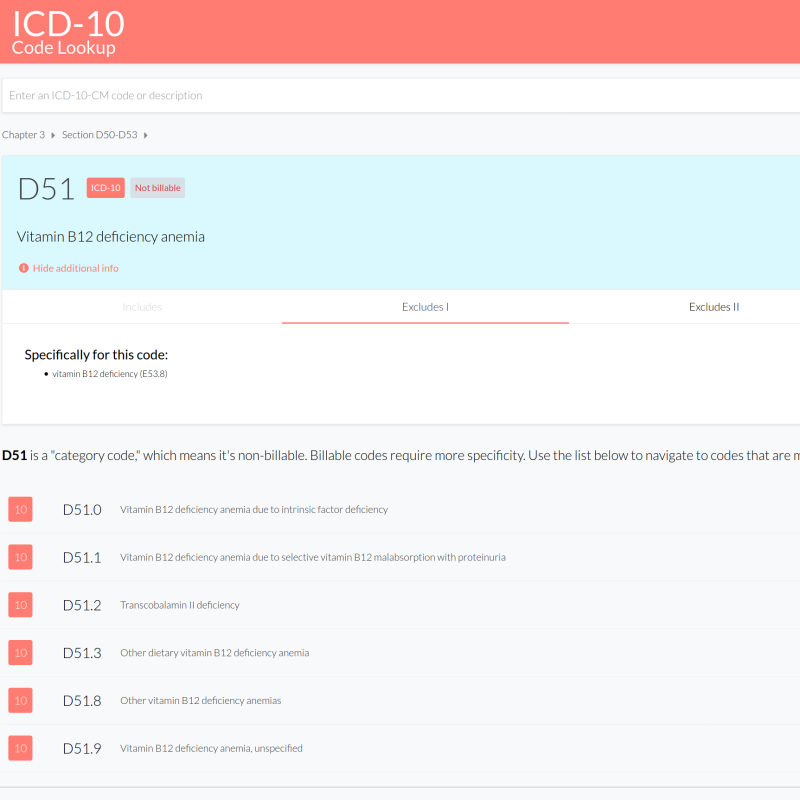 ICD-10
Code Lookup
Enter an ICD-10-CM code or description
Chapter 3 Section D50-D53
D51 ICD-10 Not billable
Vitamin B12 deficiency anemia
Hide additional info
Includes Excludes I Excludes II
Specifically for this code:
• vitamin B12 deficiency (E53.8)
D51 is a "category code," which means it's non-billable. Billable codes require more specificity. Use the list below to navigate to codes that are
10 D51.0 Vitamin B12 deficiency anemia due to intrinsic factor deficiency
10 D51.1 Vitamin B12 deficiency anemia due to selective vitamin B12 malabsorption with proteinuria
10 D51.2 Transcobalamin II deficiency
10 D51.3 Other dietary vitamin B12 deficiency anemia
10 D51.8 Other vitamin B12 deficiency anemias
10 D51.9 Vitamin B12 deficiency anemia, unspecified